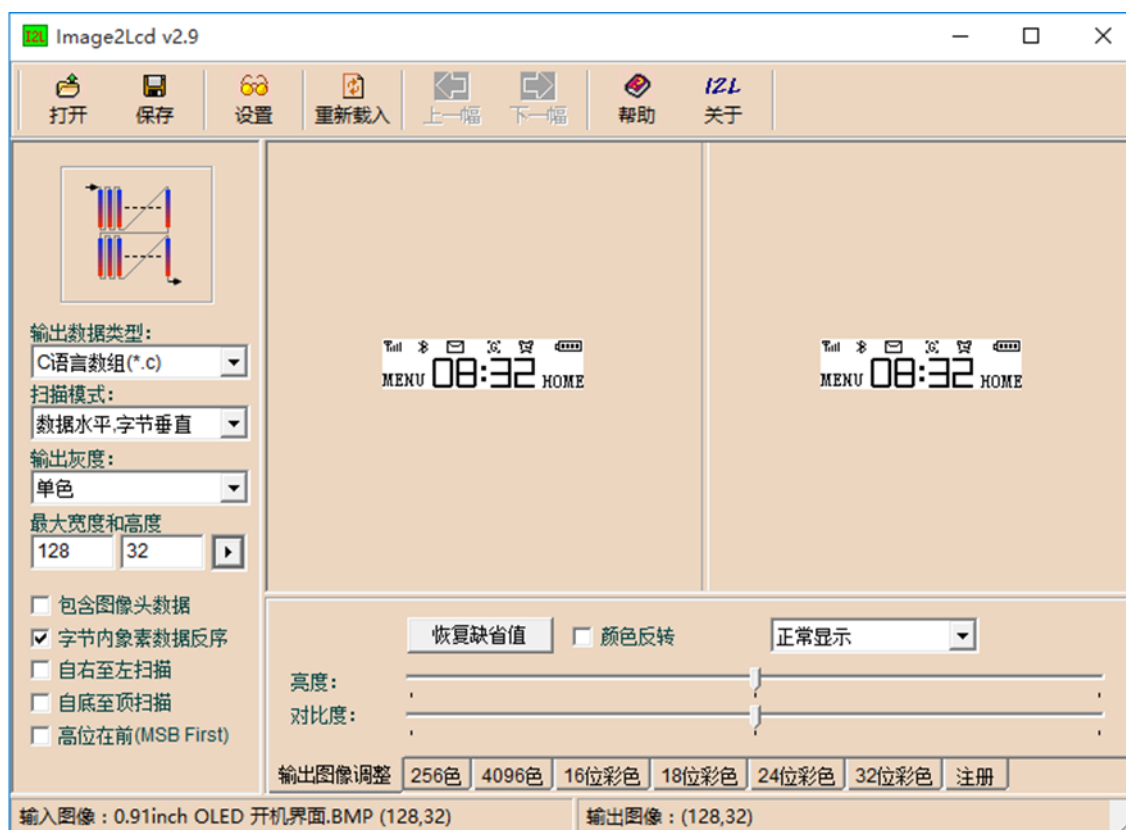 I2L Image2Lcd v2.9
打开 保存 设置 重新载入 上一幅 下一幅 帮助 I2L 关于
输出数据类型:
C语言数组(*.c)
扫描模式:
数据水平,字节垂直
输出灰度:
单色
最大宽度和高度
128 32
包含图像头数据
字节内象素数据反序
自右至左扫描
自底至顶扫描
高位在前(MSB First)
MENU 08:32 HOME
MENU 08:32 HOME
恢复缺省值 颜色反转 正常显示
亮度:
对比度:
输出图像调整 256色 4096色 16位彩色 18位彩色 24位彩色 32位彩色 注册
输入图像:0.91inch OLED 开机界面.BMP (128,32) 输出图像:(128,32)